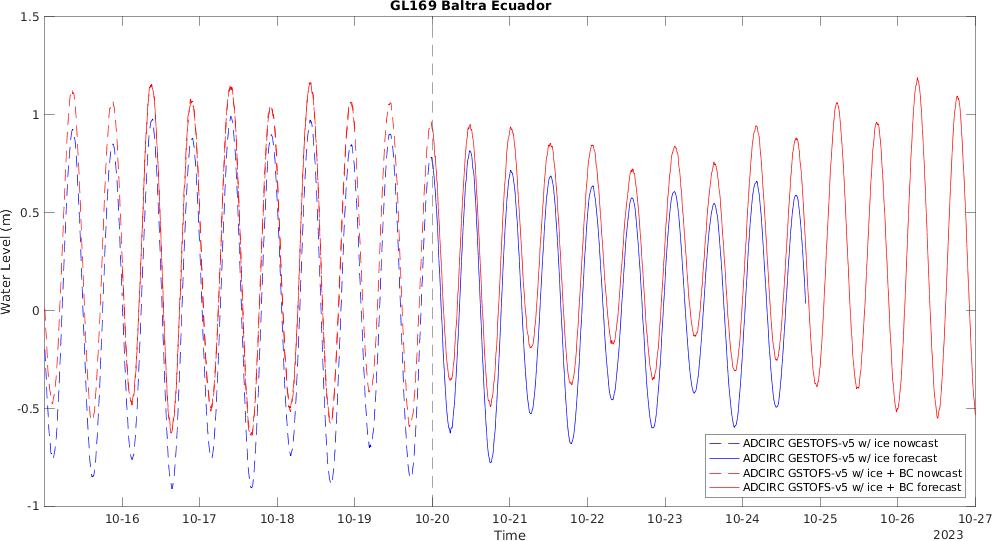 GL169 Baltra Ecuador
Water Level (m)
1.5
1
0.5
0
-0.5
-1
10-16 10-17 10-18 10-19 10-20 10-21 10-22 10-23 10-24 10-25 10-26 10-27
Time
2023
ADCIRC GESTOFS-v5 w/ ice nowcast
ADCIRC GESTOFS-v5 w/ ice forecast
ADCIRC GSTOFS-v5 w/ ice + BC nowcast
ADCIRC GSTOFS-v5 w/ ice + BC forecast